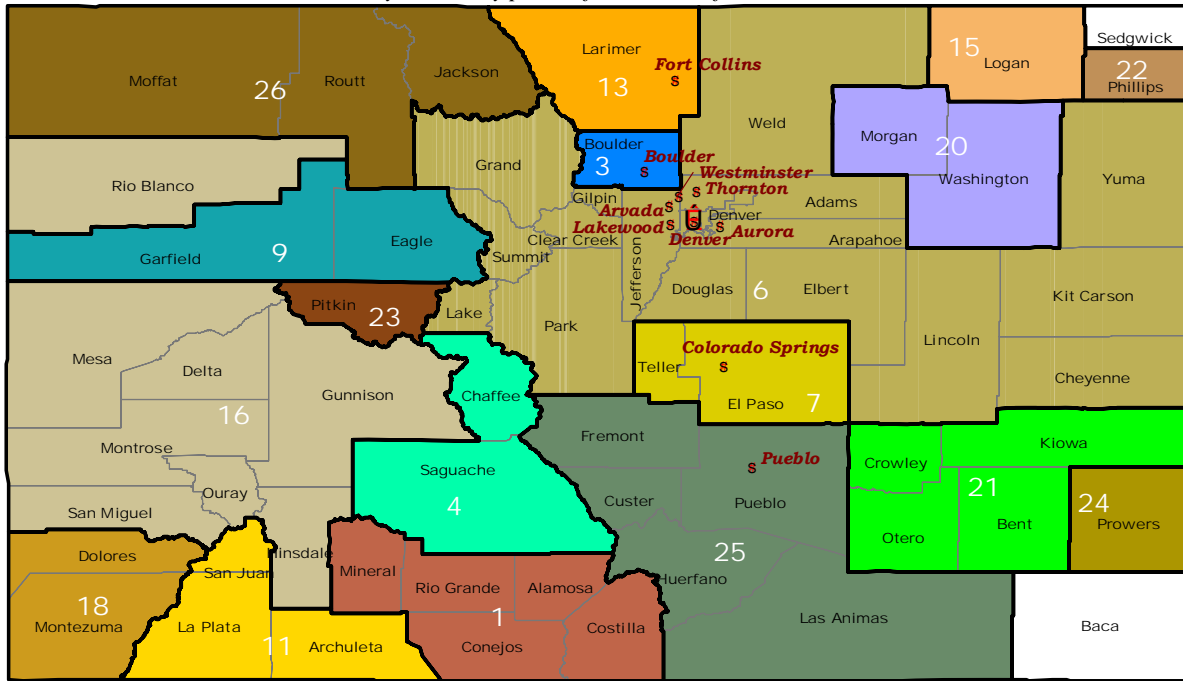 Larimer
Sedgwick
15
Logan
Fort Collins
Jackson
Moffat
Routt
22
26
13
Phillips
Weld
Morgan
Boulder
20
Grand
3
Boulder
Westminster
Rio Blanco
Thornton
Washington
Yuma
Gilpin
Adams
Arvada
Denver
Lakewood
Aurora
Eagle
Clear Creek
Denver
Arapahoe
9
Garfield
Summit
Jefferson
Douglas
6
Elbert
Kit Carson
Pitkin
23
Lake
Park
Lincoln
Colorado Springs
Mesa
Delta
Teller
Cheyenne
Gunnison
Chaffee
El Paso
7
16
Fremont
Kiowa
Montrose
Pueblo
Crowley
Saguache
Ouray
21
Custer
Pueblo
4
24
San Miguel
Bent
Prowers
Otero
25
Dolores
Hinsdale
San Juan
Mineral
Huerfano
Rio Grande
Alamosa
18
1
Las Animas
Montezuma
La Plata
Costilla
Baca
11
Archuleta
Conejos